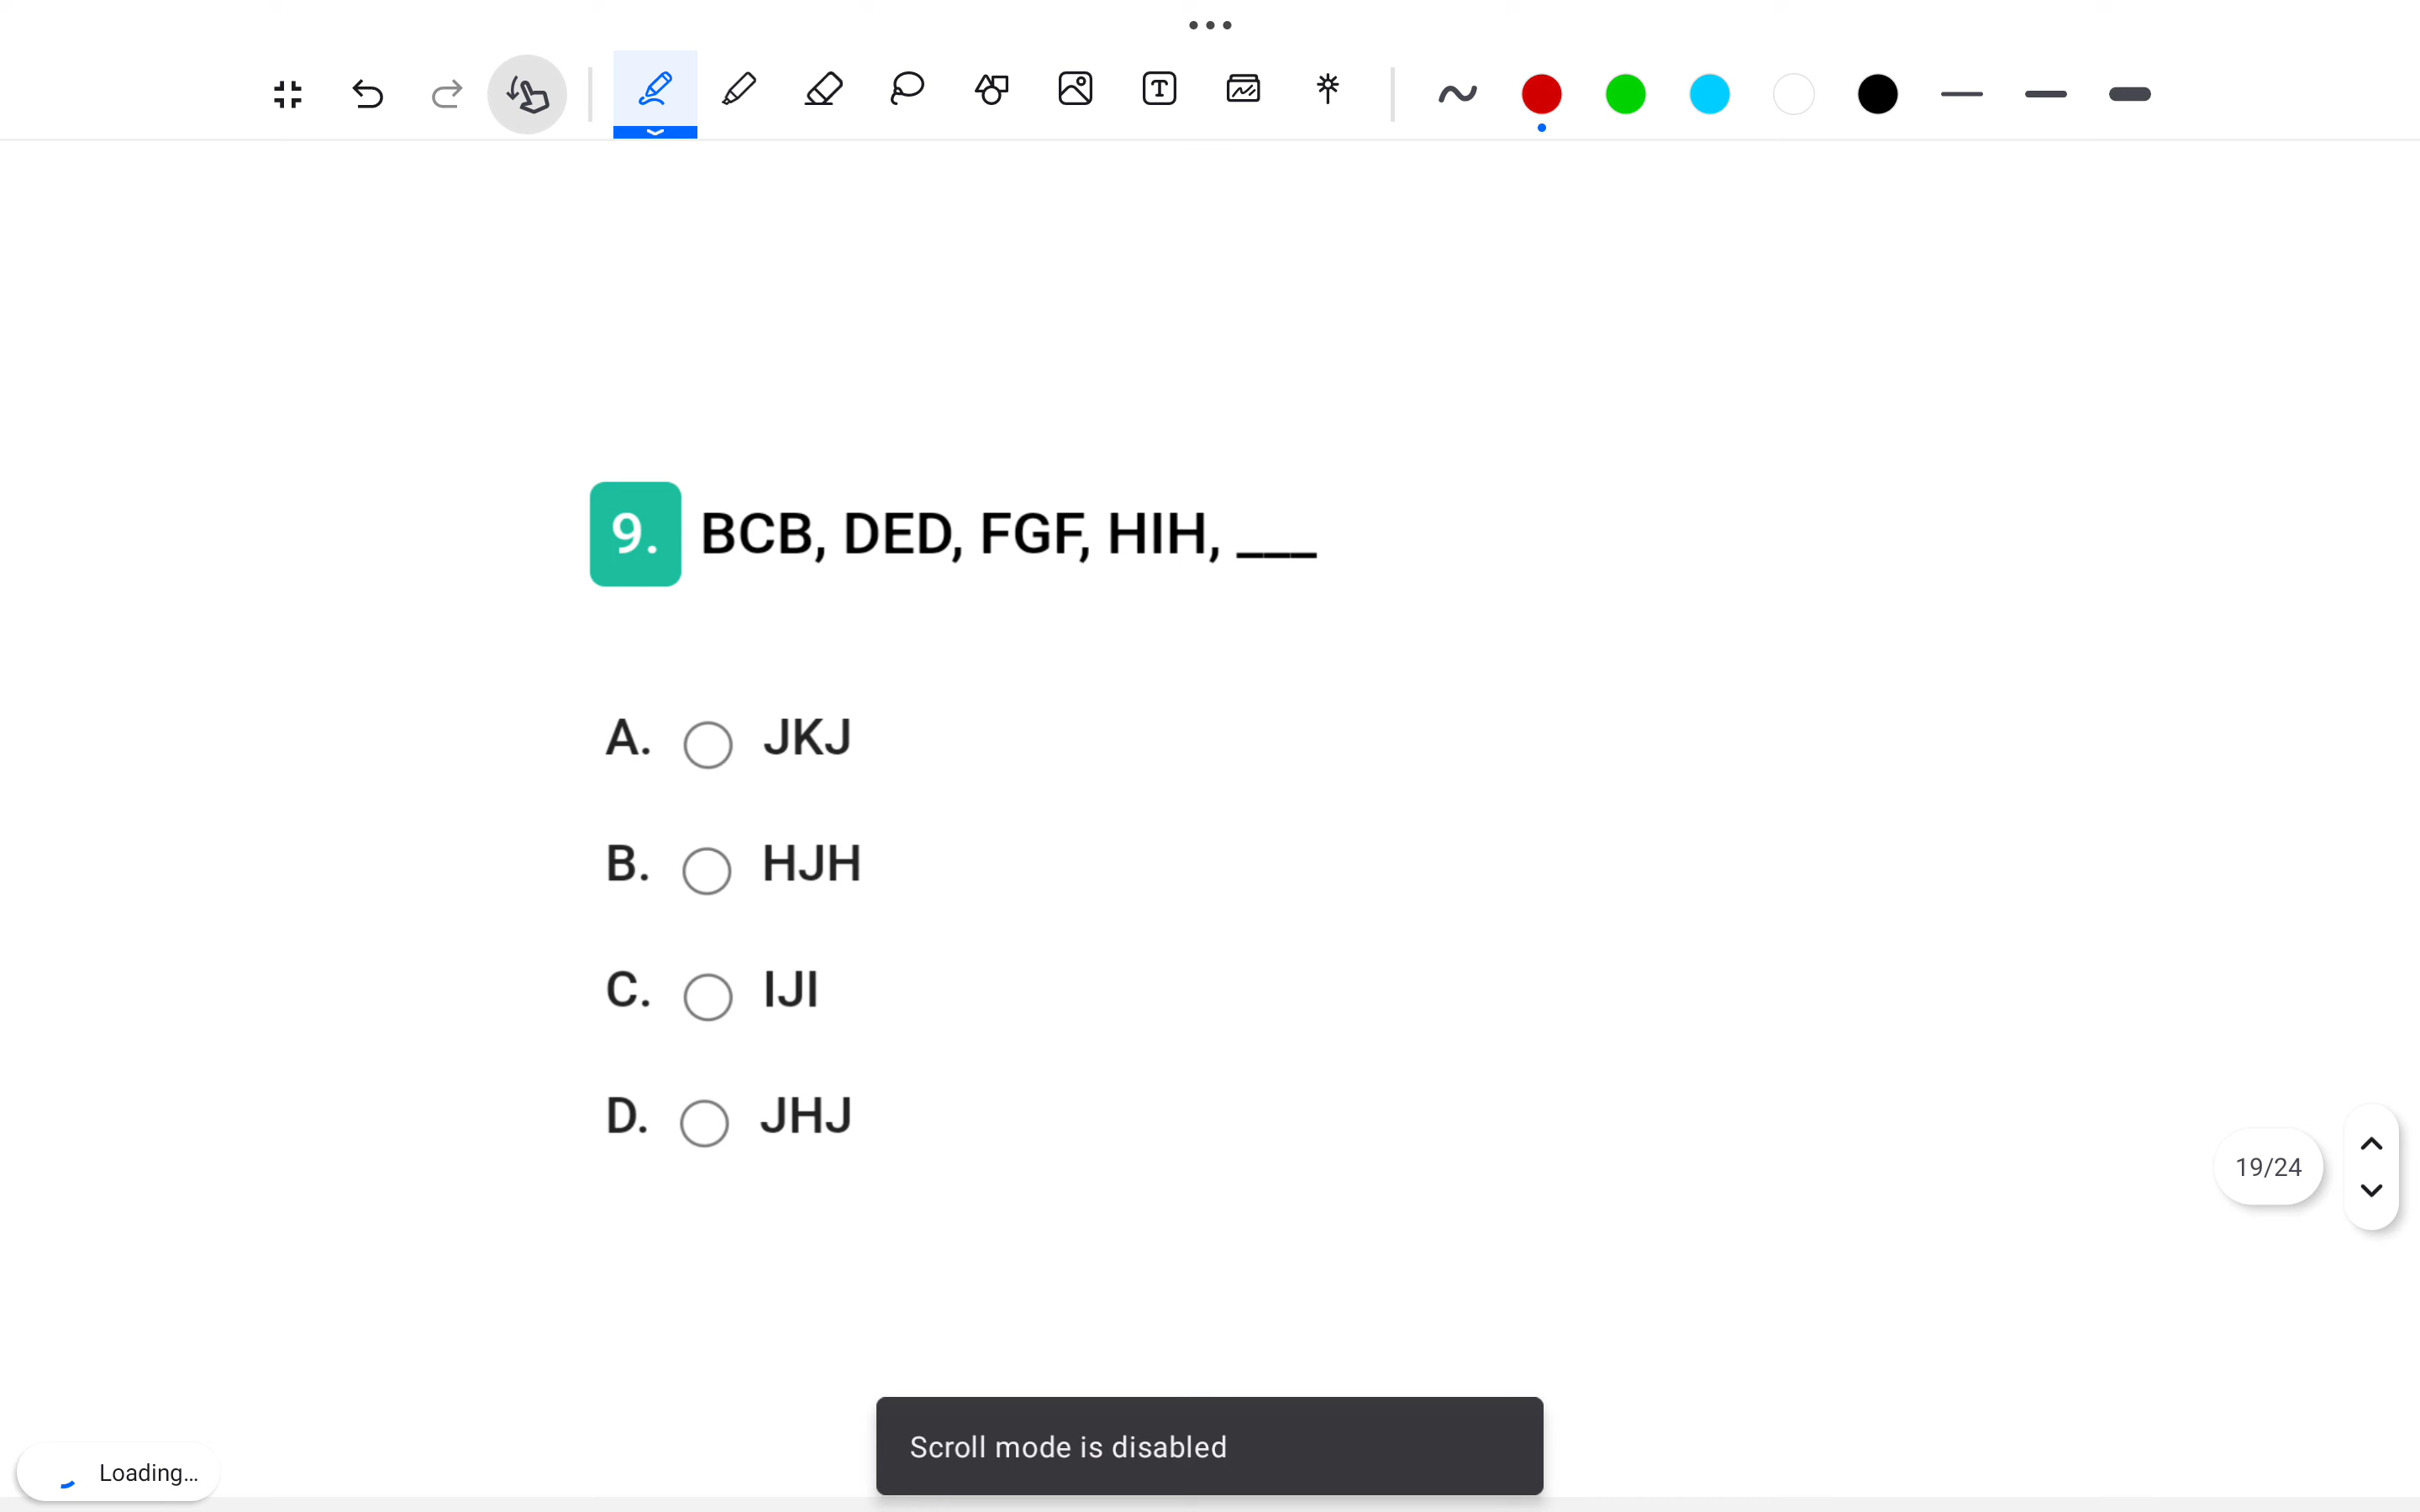 9. BCB, DED, FGF, HIH, ___
A. JKJ
B. HJH
C. IJI
D. JHJ
19/24
Scroll mode is disabled
Loading...